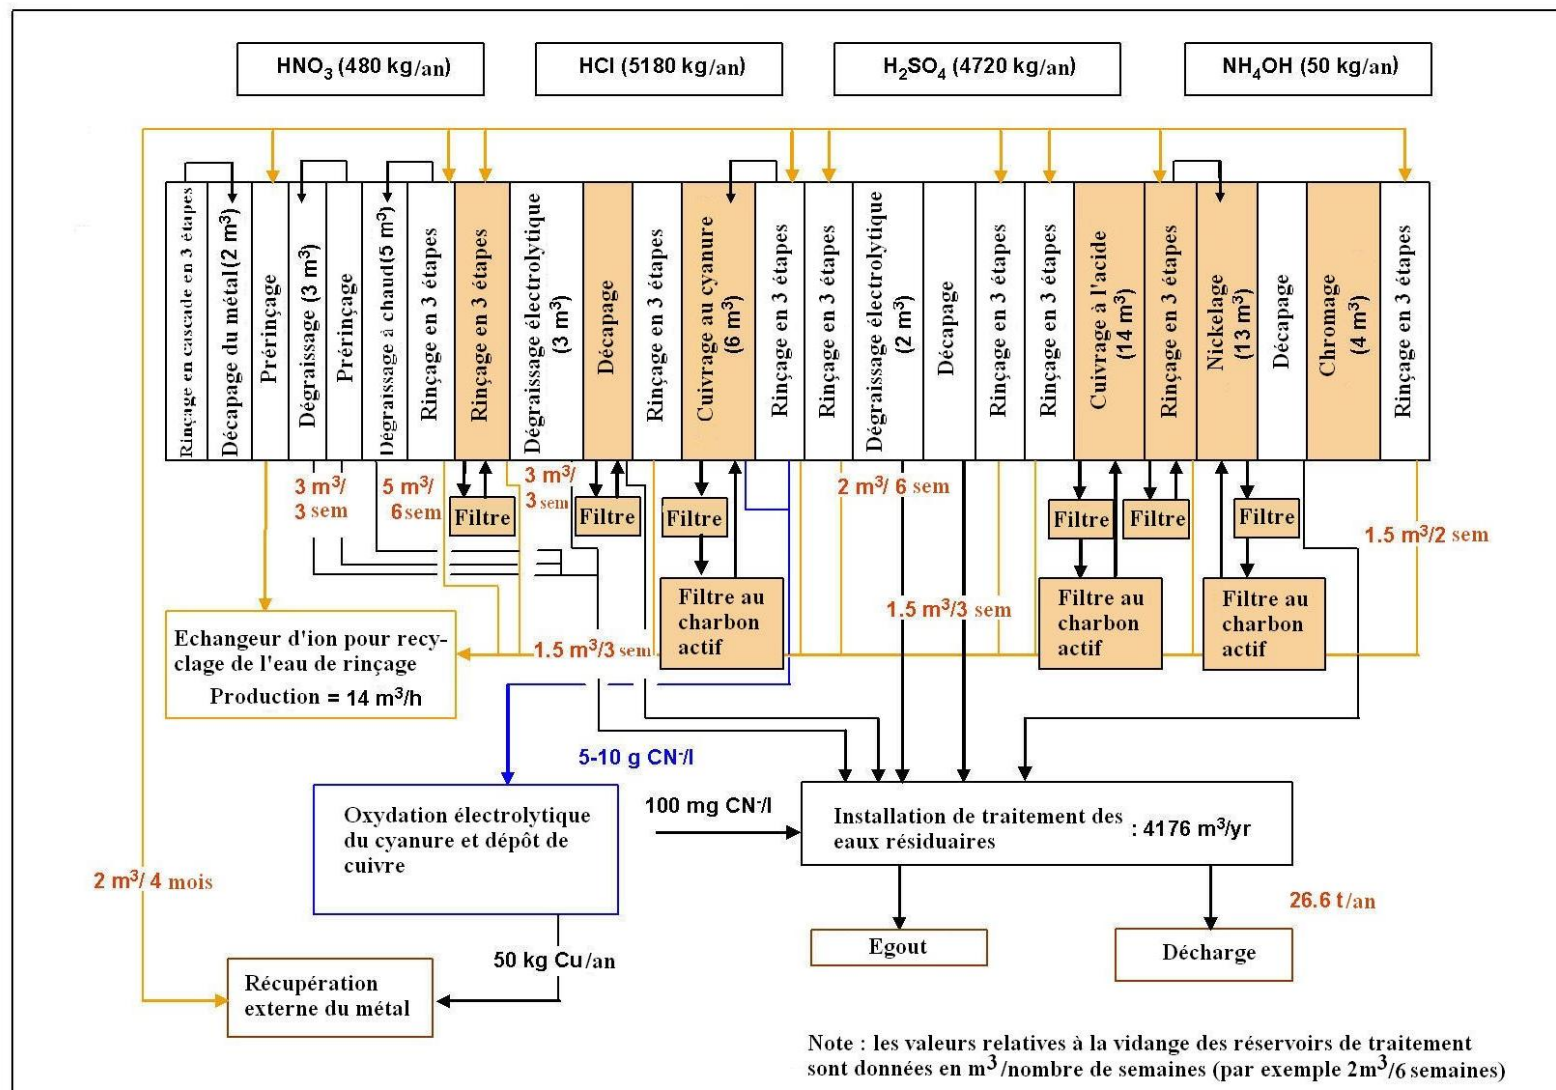 HNO3 (480 kg/an)
HCl (5180 kg/an)
H2SO4 (4720 kg/an)
NH4OH (50 kg/an)
Rinçage en cascade en 3 étapes
Décapage du métal (2 m³)
Prérinçage
Dégraissage (3 m³)
Prérinçage
Dégraissage à chaud (5 m³)
Rinçage en 3 étapes
Rinçage en 3 étapes
Dégraissage électrolytique
(3 m³)
Décapage
Rinçage en 3 étapes
Cuivrage au cyanure
(6 m³)
Rinçage en 3 étapes
Rinçage en 3 étapes
Dégraissage électrolytique
(2 m³)
Décapage
Rinçage en 3 étapes
Rinçage en 3 étapes
Cuivrage à l'acide
(14 m³)
Rinçage en 3 étapes
Nickelage
(13 m³)
Décapage
Chromage
(4 m³)
Rinçage en 3 étapes
3 m³/
3 sem
5 m³/
6 sem
Filtre
3 m³/
3 sem
Filtre
Filtre
2 m³/ 6 sem
Filtre
Filtre
Filtre
1.5 m³/2 sem
Filtre au
charbon
actif
1.5 m³/3 sem
Filtre au
charbon
actif
Filtre au
charbon
actif
Echangeur d'ion pour recy-
clage de l'eau de rinçage
Production = 14 m³/h
1.5 m³/3 sem
5-10 g CN-/l
Oxydation électrolytique
du cyanure et dépôt de
cuivre
100 mg CN-/l
Installation de traitement des
eaux résiduaires
: 4176 m³/yr
2 m³/ 4 mois
26.6 t/an
50 kg Cu/an
Egout
Décharge
Récupération
externe du métal
Note : les valeurs relatives à la vidange des réservoirs de traitement
sont données en m³/nombre de semaines (par exemple 2m³/6 semaines)